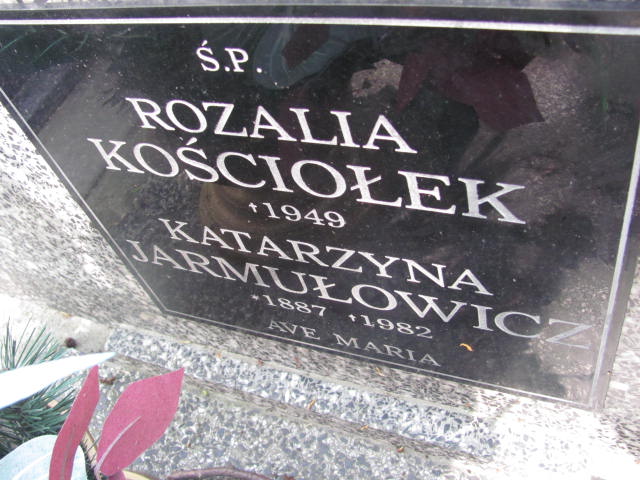 Ś.P.
ROZALIA
KOŚCIOŁEK
†1949
KATARZYNA
JARMUŁOWICZ
*1887 †1982
AVE MARIA